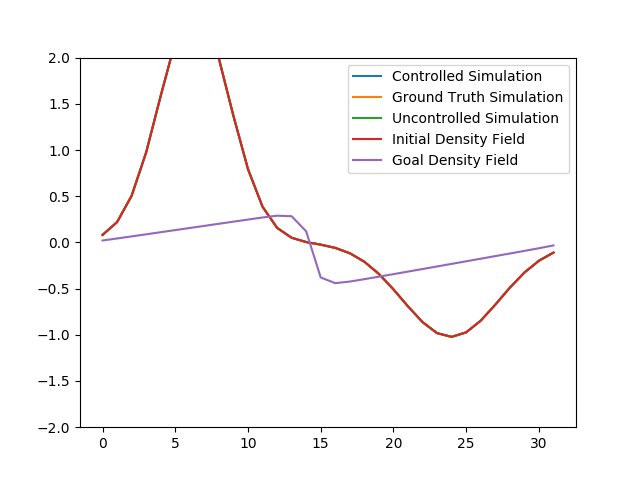 2.0
1.5
1.0
0.5
0.0
−0.5
−1.0
−1.5
−2.0
Controlled Simulation
Ground Truth Simulation
Uncontrolled Simulation
Initial Density Field
Goal Density Field
0 5 10 15 20 25 30